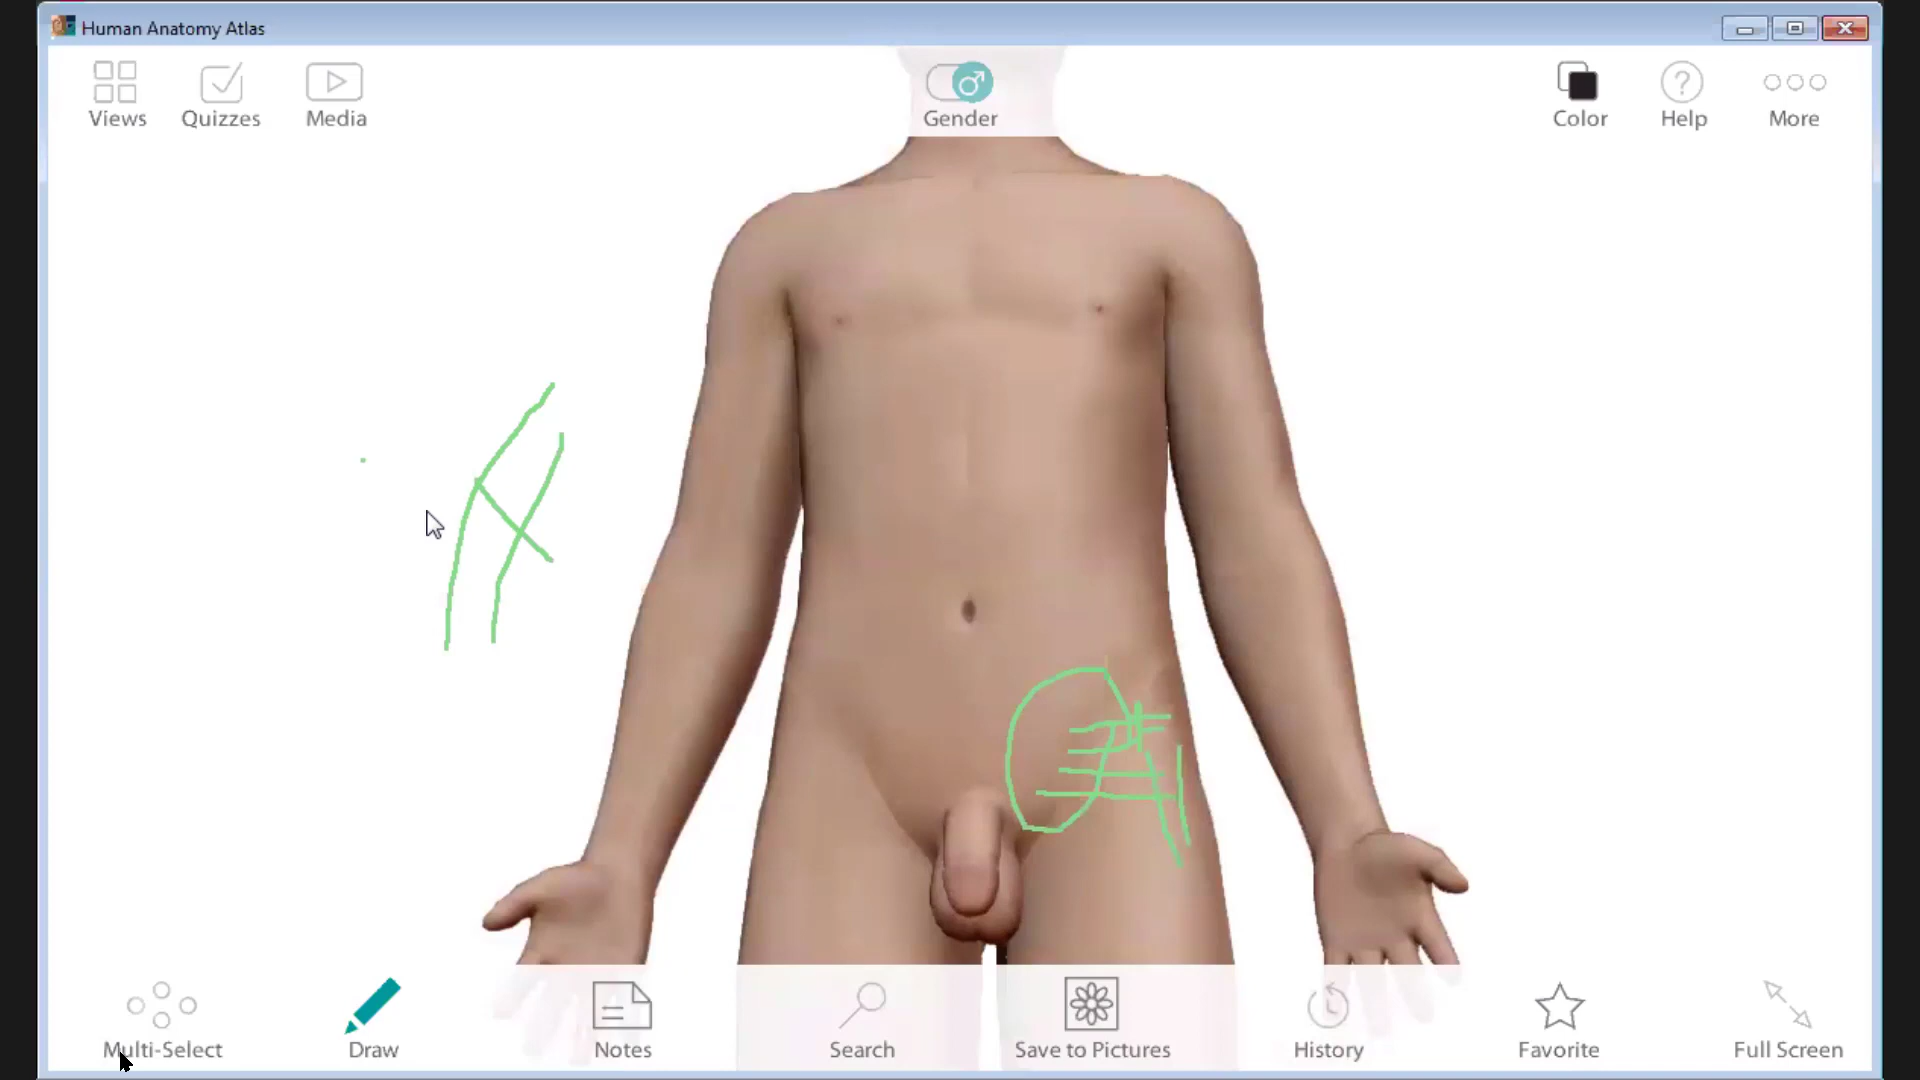 Human Anatomy Atlas
Views Quizzes Media Gender Color Help More
Multi-Select Draw Notes Search Save to Pictures History Favorite Full Screen